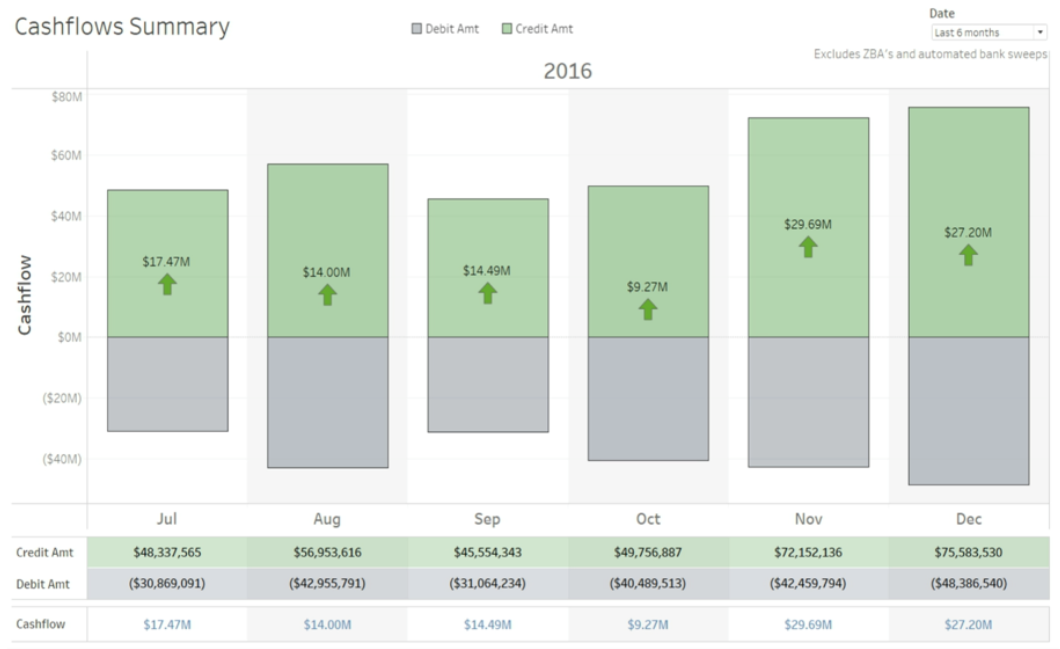 Cashflows Summary
Debit Amt Credit Amt
Date
Last 6 months
Excludes ZBA's and automated bank sweeps
2016
Cashflow
$80M
$60M
$40M
$20M
$0M
($20M)
($40M)
$17.47M
$14.00M
$14.49M
$9.27M
$29.69M
$27.20M
Jul Aug Sep Oct Nov Dec
Credit Amt $48,337,565 $56,953,616 $45,554,343 $49,756,887 $72,152,136 $75,583,530
Debit Amt ($30,869,091) ($42,955,791) ($31,064,234) ($40,489,513) ($42,459,794) ($48,386,540)
Cashflow $17.47M $14.00M $14.49M $9.27M $29.69M $27.20M